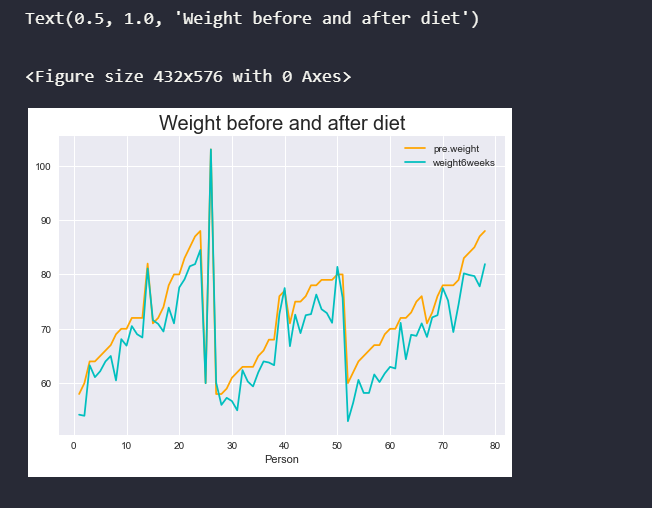 Text(0.5, 1.0, 'Weight before and after diet')
<Figure size 432x576 with 0 Axes>
Weight before and after diet
pre.weight
weight6weeks
100
90
80
70
60
0 10 20 30 40 50 60 70 80
Person